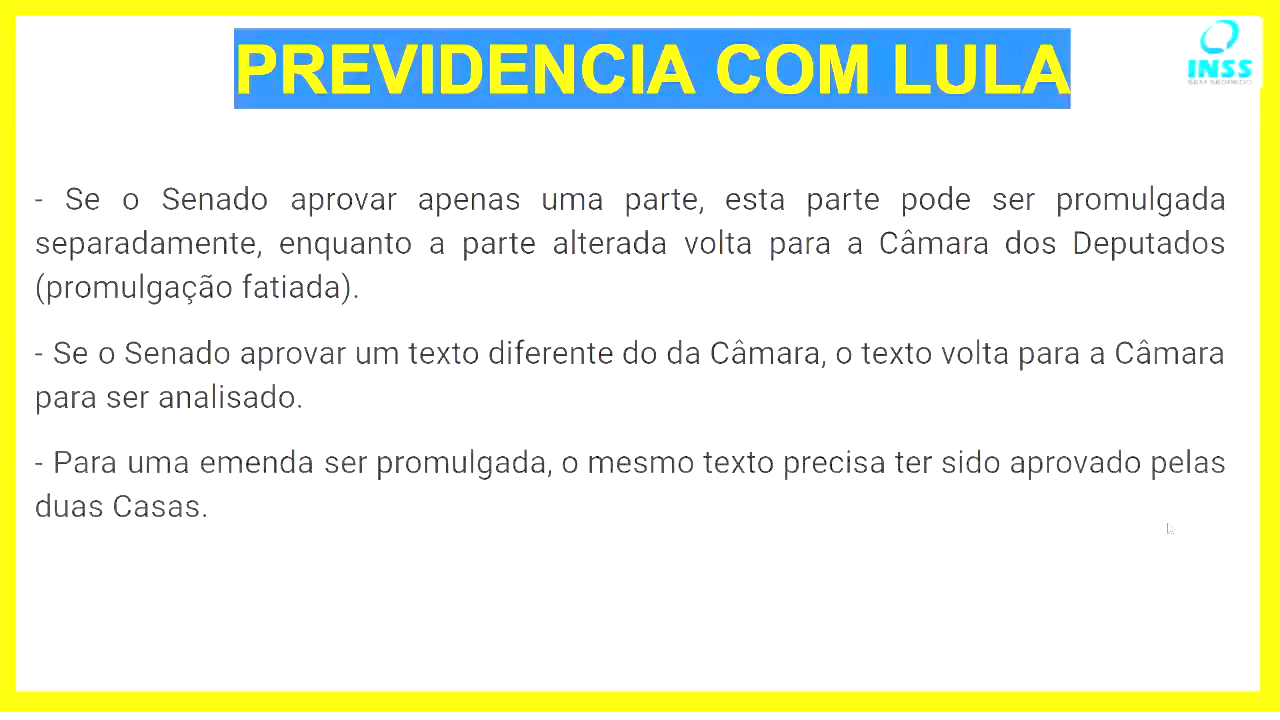 PREVIDENCIA COM LULA
INSS
SEM SEGREDO
- Se o Senado aprovar apenas uma parte, esta parte pode ser promulgada
separadamente, enquanto a parte alterada volta para a Câmara dos Deputados
(promulgação fatiada).
- Se o Senado aprovar um texto diferente do da Câmara, o texto volta para a Câmara
para ser analisado.
- Para uma emenda ser promulgada, o mesmo texto precisa ter sido aprovado pelas
duas Casas.